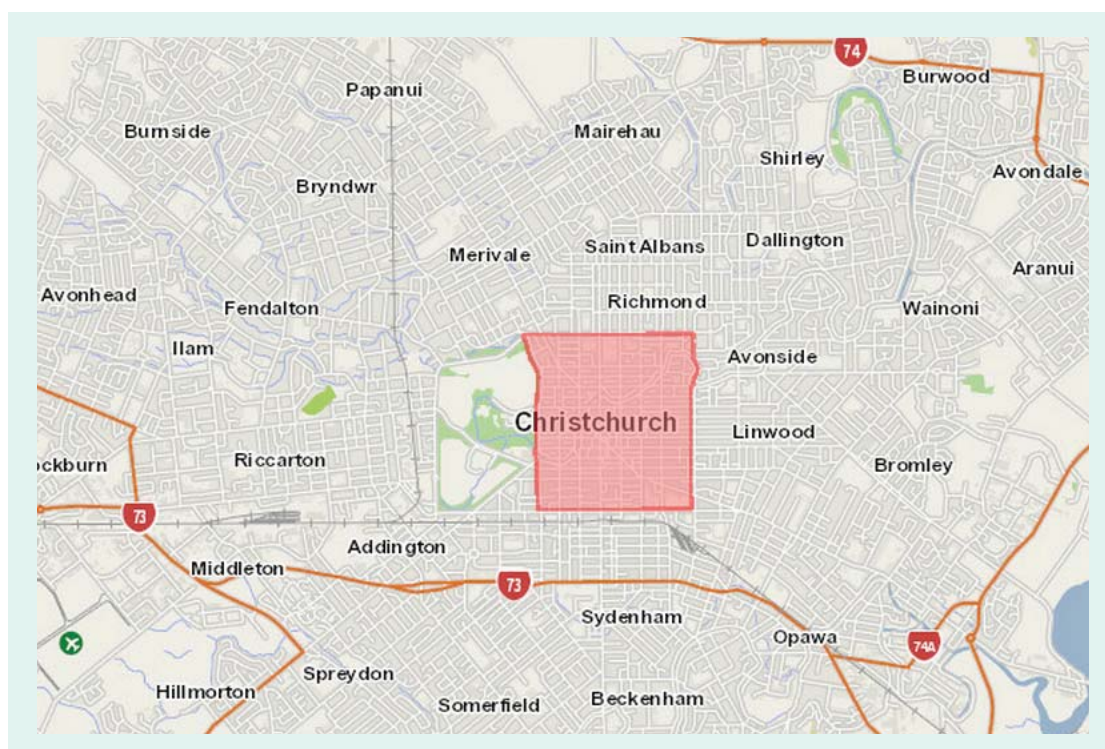 74
Burwood
Papanui
Burnside
Mairehau
Shirley
Avondale
Bryndwr
Saint Albans
Dallington
Merivale
Aranui
Avonhead
Fendalton
Richmond
Wainoni
Ilam
Avonside
Christchurch
Linwood
Riccarton
ockburn
Bromley
73
Addington
Middleton
73
Sydenham
Opawa
74A
Spreydon
Hillmorton
Somerfield
Beckenham